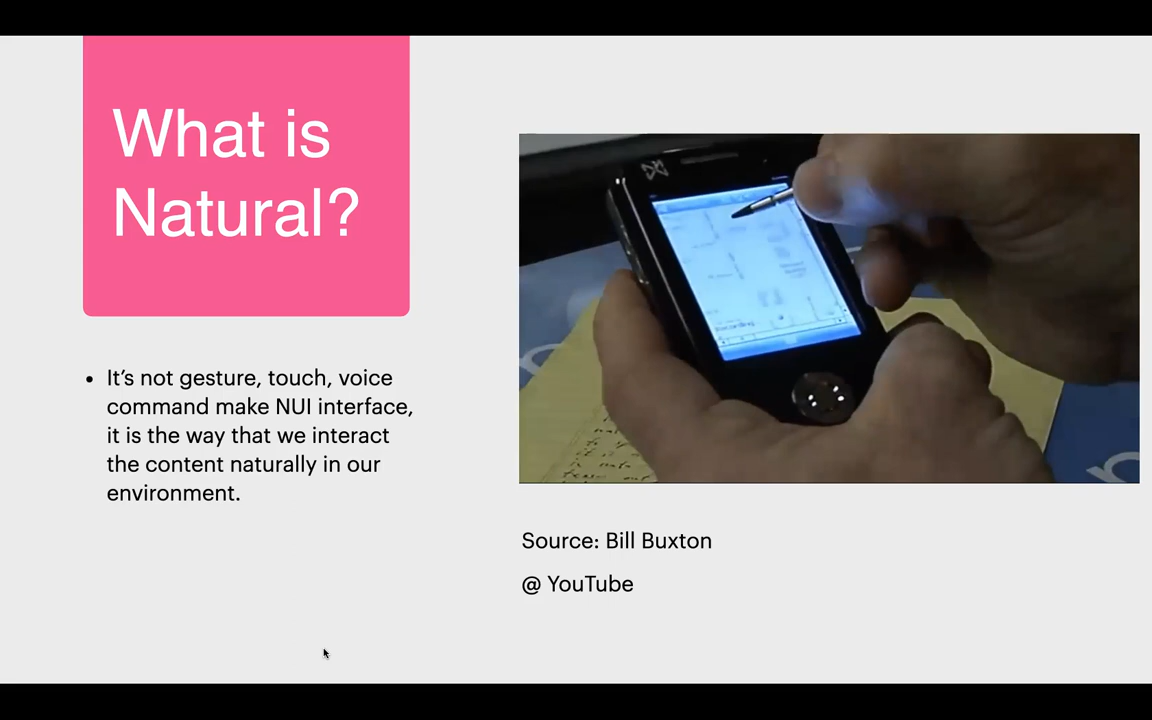 What is
Natural?
• It’s not gesture, touch, voice
command make NUI interface,
it is the way that we interact
the content naturally in our
environment.
Source: Bill Buxton
@ YouTube